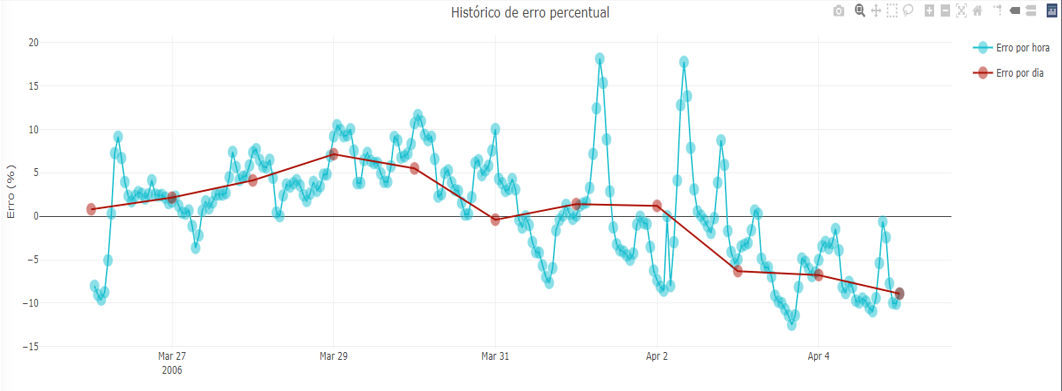 Histórico de erro percentual
Erro por hora
Erro por dia
Erro (%)
20
15
10
5
0
−5
−10
−15
Mar 27
2006
Mar 29
Mar 31
Apr 2
Apr 4